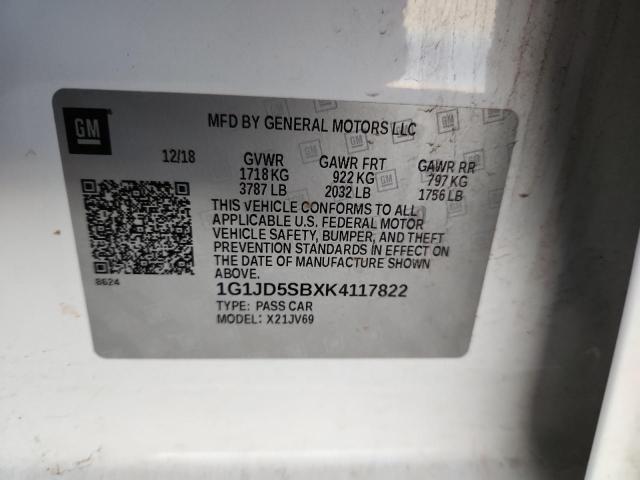 GM
MFD BY GENERAL MOTORS LLC
12/18 GVWR GAWR FRT GAWR RR
1718 KG 922 KG 797 KG
3787 LB 2032 LB 1756 LB
THIS VEHICLE CONFORMS TO ALL
APPLICABLE U.S. FEDERAL MOTOR
VEHICLE SAFETY, BUMPER, AND THEFT
PREVENTION STANDARDS IN EFFECT ON
THE DATE OF MANUFACTURE SHOWN
ABOVE.
8624
1G1JD5SBXK4117822
TYPE: PASS CAR
MODEL: X21JV69